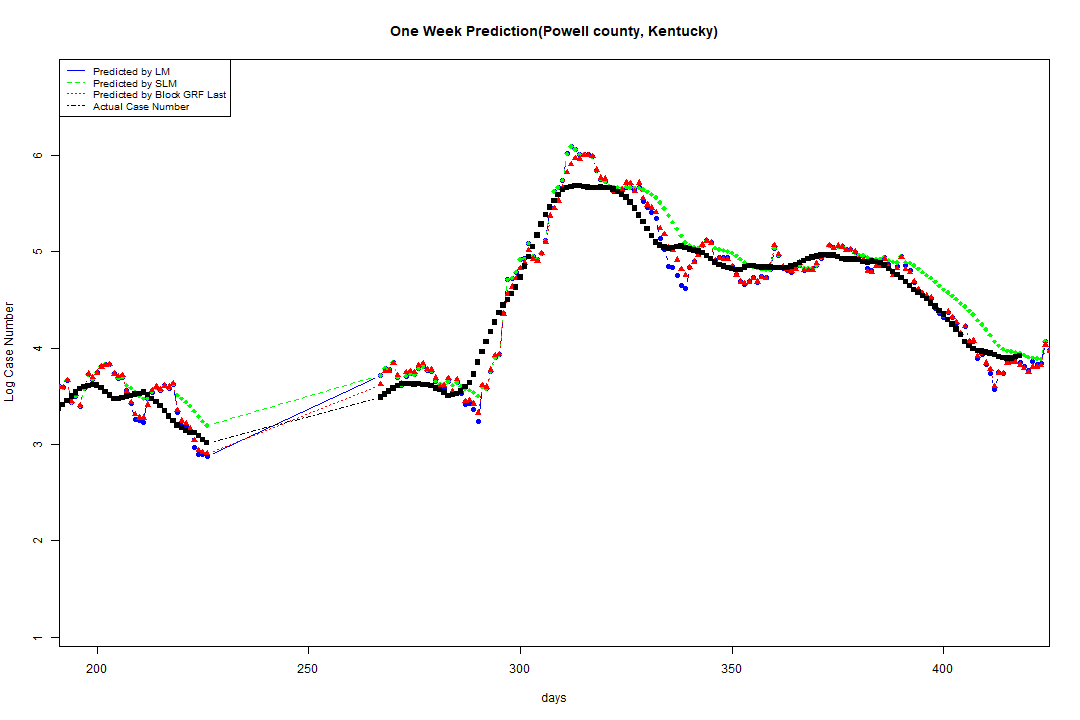 One Week Prediction(Powell county, Kentucky)
Predicted by LM
Predicted by SLM
Predicted by Block GRF Last
Actual Case Number
Log Case Number
6
5
4
3
2
1
200 250 300 350 400
days